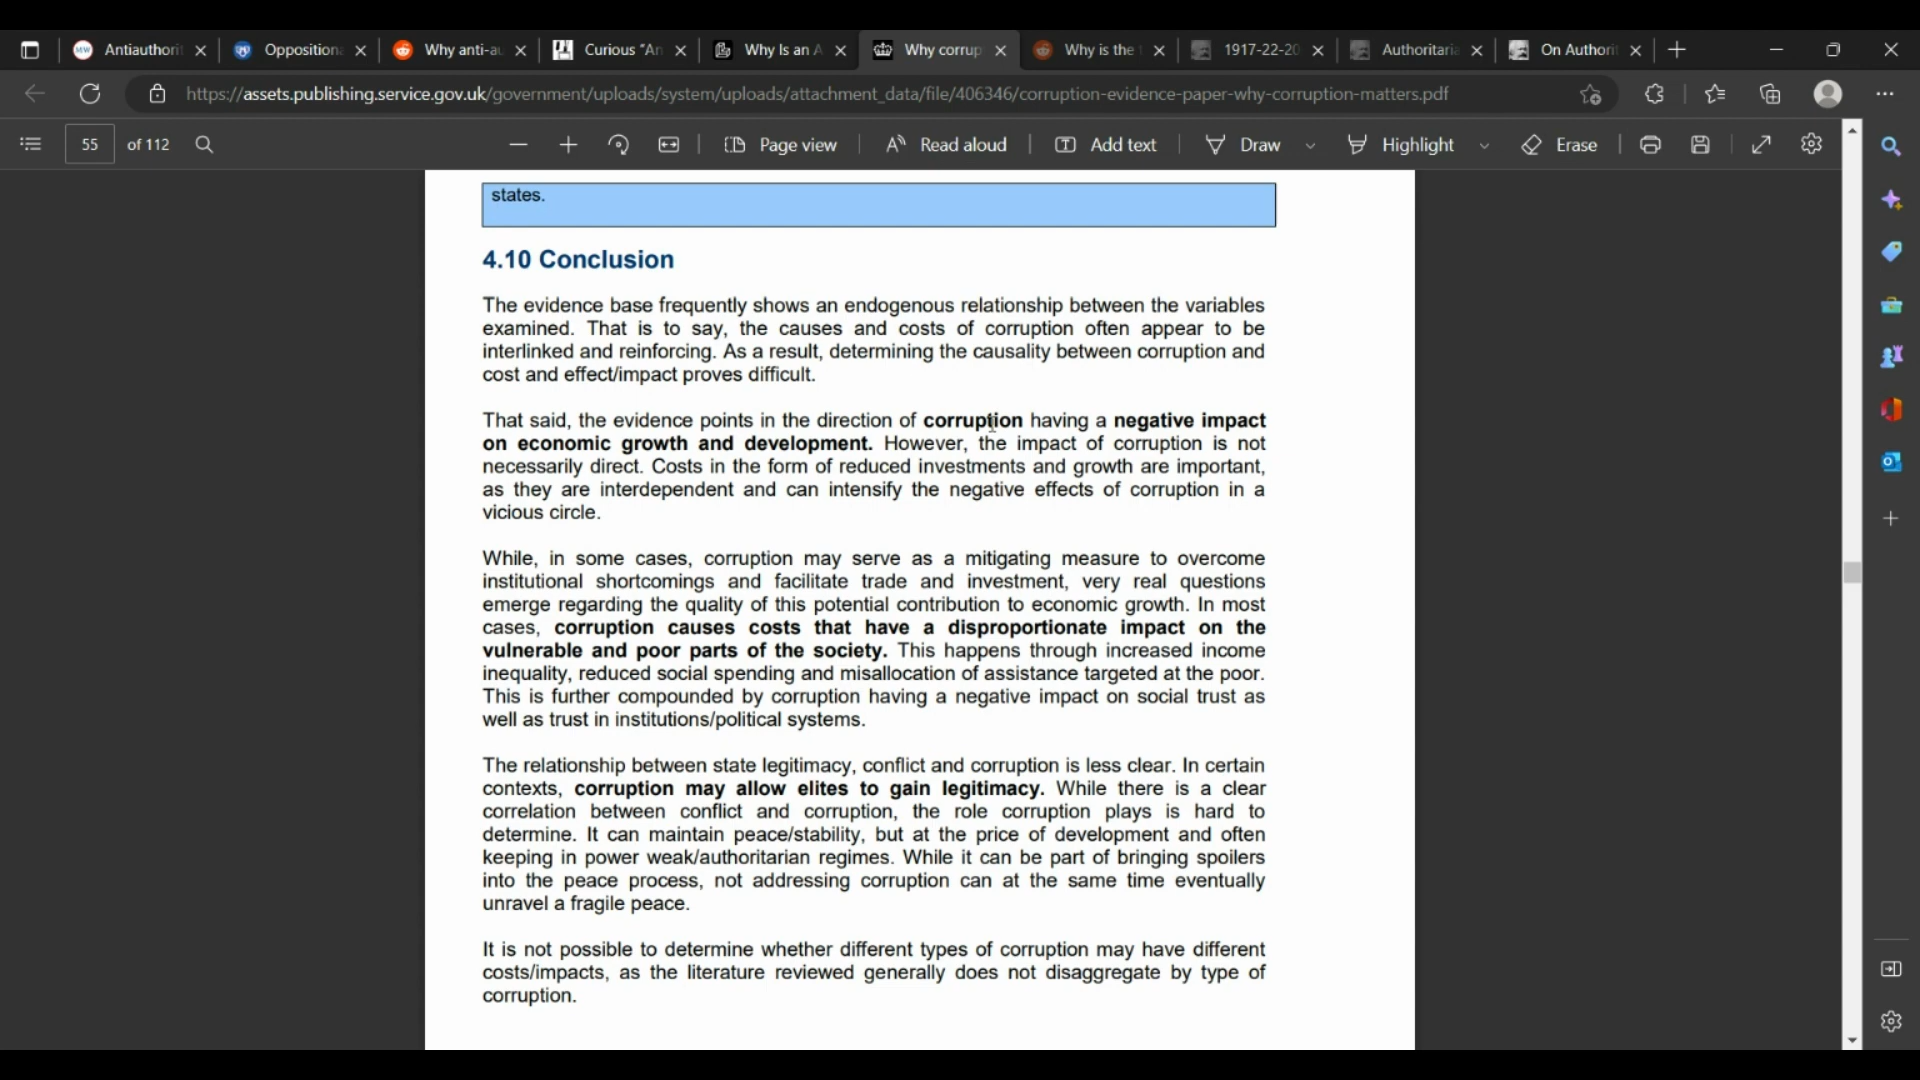 Antiauthorit
Opposition
Why anti-au
Curious "An
Why Is an A
Why corrup
Why is the
1917-22-20
Authoritaria
On Authorit
https://assets.publishing.service.gov.uk/government/uploads/system/uploads/attachment_data/file/406346/corruption-evidence-paper-why-corruption-matters.pdf
55 of 112
Page view
Read aloud
Add text
Draw
Highlight
Erase
states.
4.10 Conclusion
The evidence base frequently shows an endogenous relationship between the variables
examined. That is to say, the causes and costs of corruption often appear to be
interlinked and reinforcing. As a result, determining the causality between corruption and
cost and effect/impact proves difficult.
That said, the evidence points in the direction of corruption having a negative impact
on economic growth and development. However, the impact of corruption is not
necessarily direct. Costs in the form of reduced investments and growth are important,
as they are interdependent and can intensify the negative effects of corruption in a
vicious circle.
While, in some cases, corruption may serve as a mitigating measure to overcome
institutional shortcomings and facilitate trade and investment, very real questions
emerge regarding the quality of this potential contribution to economic growth. In most
cases, corruption causes costs that have a disproportionate impact on the
vulnerable and poor parts of the society. This happens through increased income
inequality, reduced social spending and misallocation of assistance targeted at the poor.
This is further compounded by corruption having a negative impact on social trust as
well as trust in institutions/political systems.
The relationship between state legitimacy, conflict and corruption is less clear. In certain
contexts, corruption may allow elites to gain legitimacy. While there is a clear
correlation between conflict and corruption, the role corruption plays is hard to
determine. It can maintain peace/stability, but at the price of development and often
keeping in power weak/authoritarian regimes. While it can be part of bringing spoilers
into the peace process, not addressing corruption can at the same time eventually
unravel a fragile peace.
It is not possible to determine whether different types of corruption may have different
costs/impacts, as the literature reviewed generally does not disaggregate by type of
corruption.